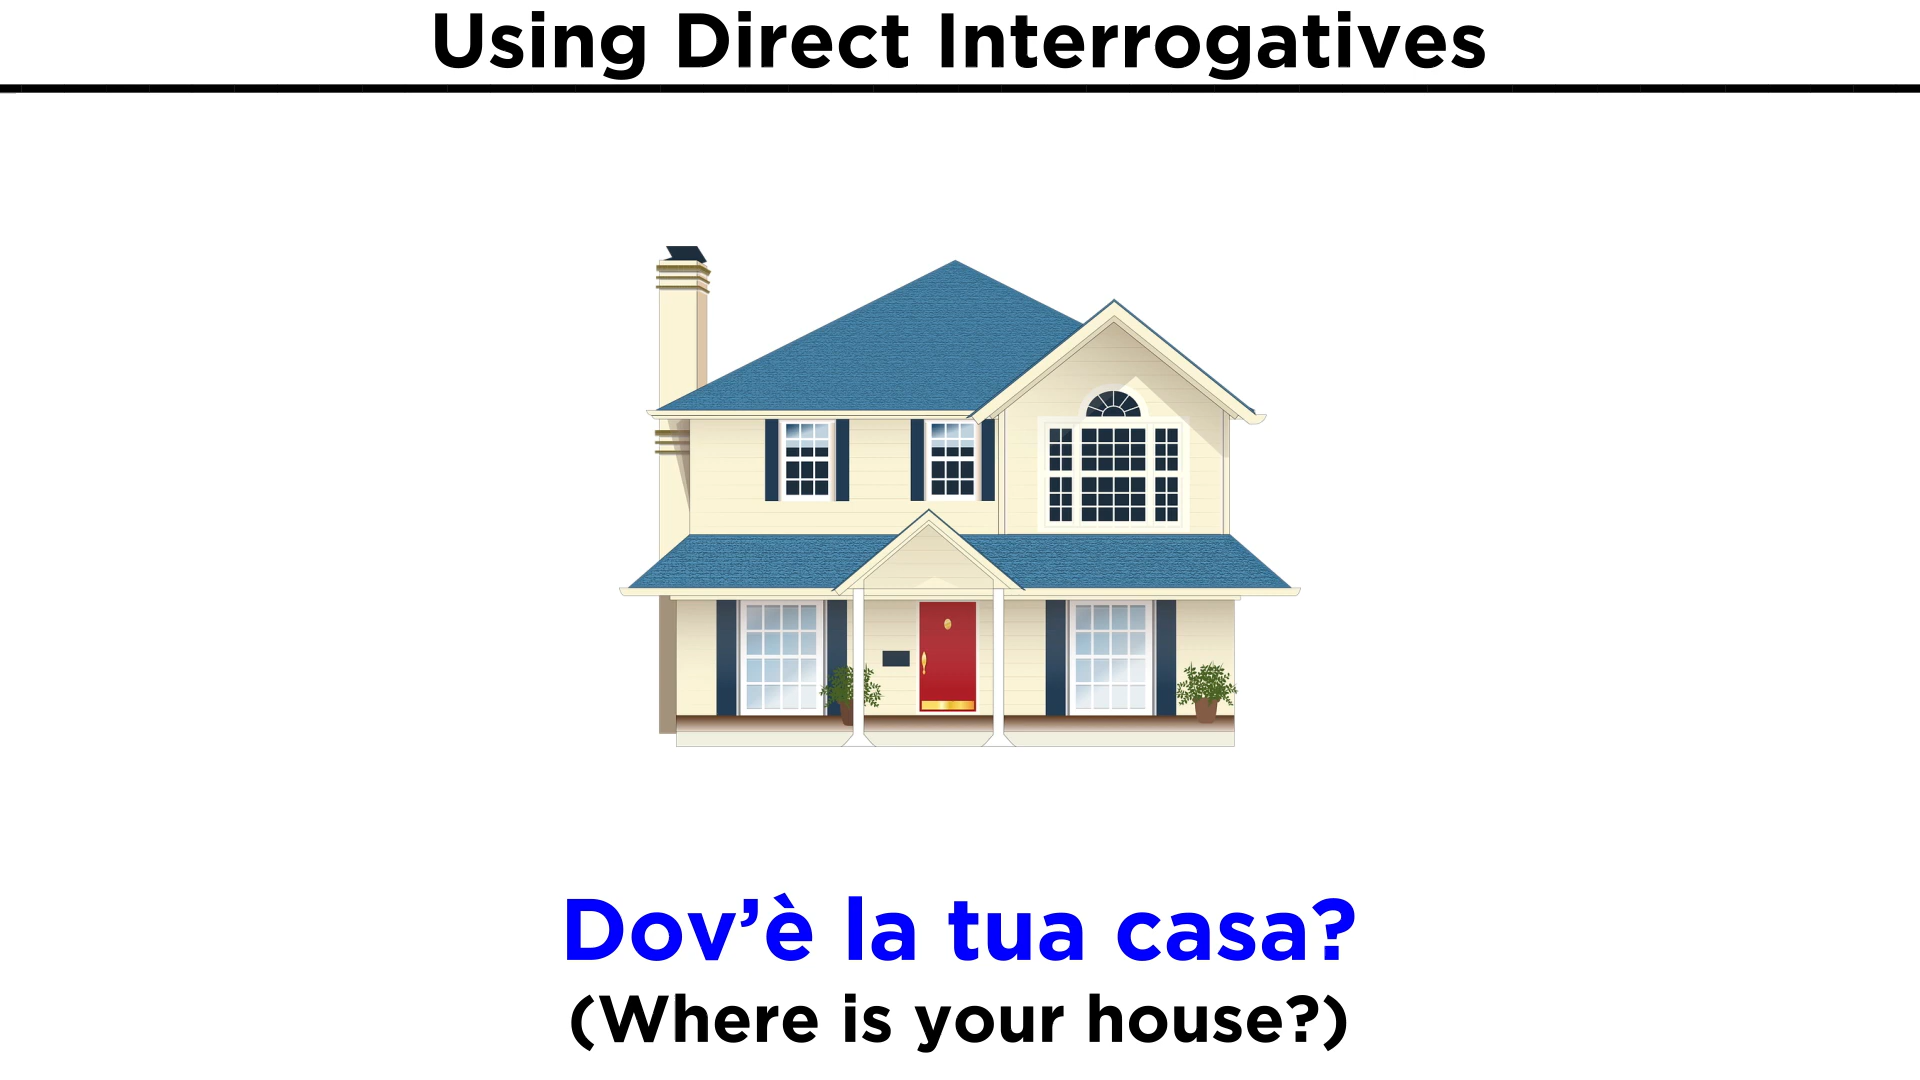 Using Direct Interrogatives
Dov’è la tua casa?
(Where is your house?)